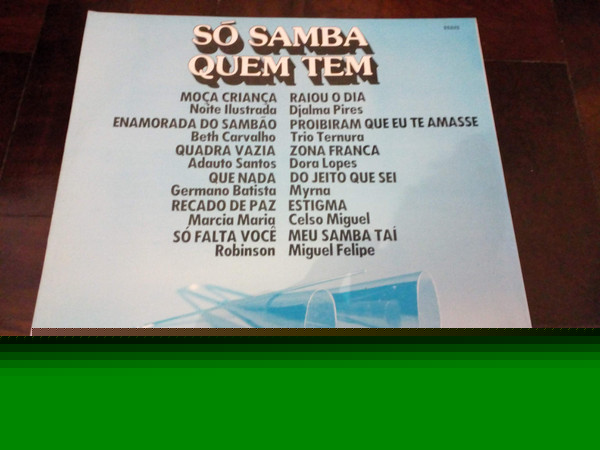 SÓ SAMBA
QUEM TEM
MOÇA CRIANÇA
Noite Ilustrada
ENAMORADA DO SAMBÃO
Beth Carvalho
QUADRA VAZIA
Adauto Santos
QUE NADA
Germano Batista
RECADO DE PAZ
Marcia Maria
SÓ FALTA VOCÊ
Robinson
RAIOU O DIA
Djalma Pires
PROIBIRAM QUE EU TE AMASSE
Trio Ternura
ZONA FRANCA
Dora Lopes
DO JEITO QUE SEI
Myrna
ESTIGMA
Celso Miguel
MEU SAMBA TAÍ
Miguel Felipe